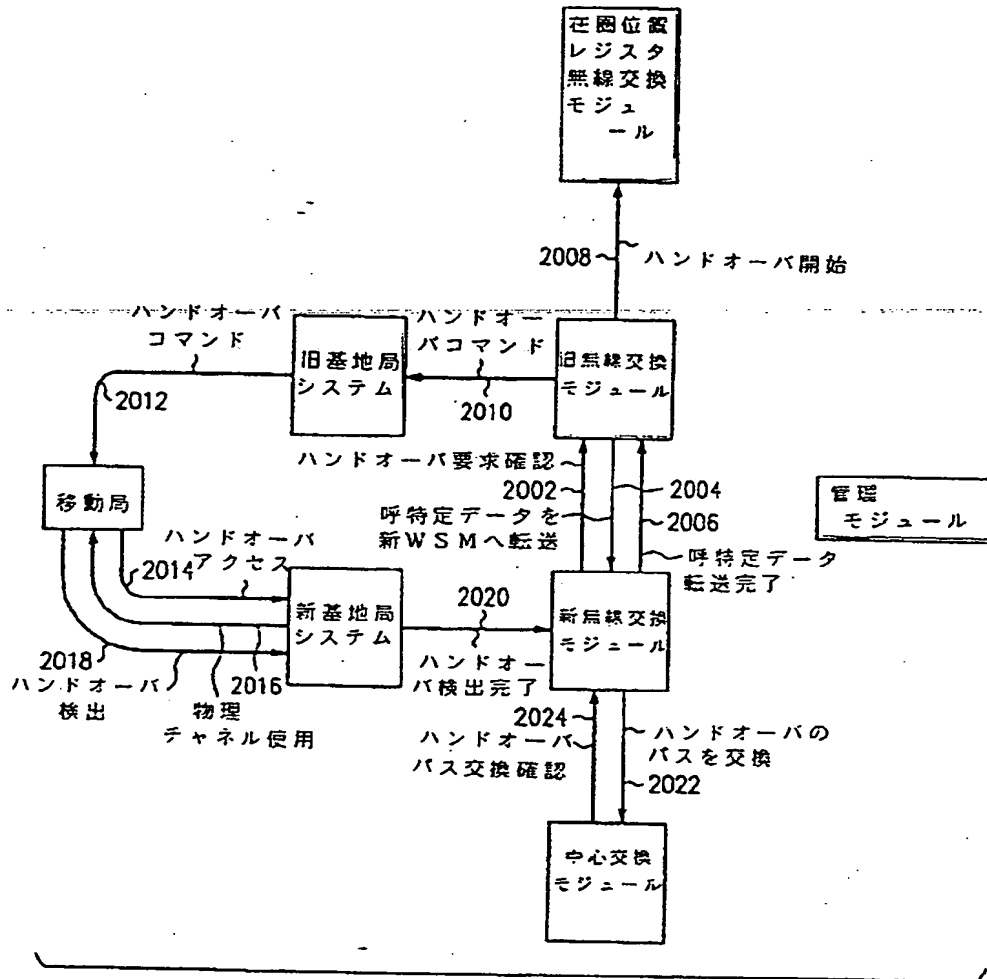 在圏位置
レジスタ
無線交換
モジュ
ール
2008
ハンドオーバ開始
ハンドオーバ
コマンド
2012
旧基地局
システム
ハンドオー
バコマンド
2010
旧無線交換
モジュール
ハンドオーバ要求確認
2002
2004
2006
呼特定データを
新WSMへ転送
呼特定データ
転送完了
管理
モジュール
移動局
ハンドオーバ
アクセス
2014
新基地局
システム
2020
新無線交換
モジュール
2018
ハンドオーバ
検出
2016
物理
チャネル使用
ハンドオー
バ検出完了
2024
ハンドオーバ
パス交換確認
ハンドオーバの
パスを交換
2022
中心交換
モジュール